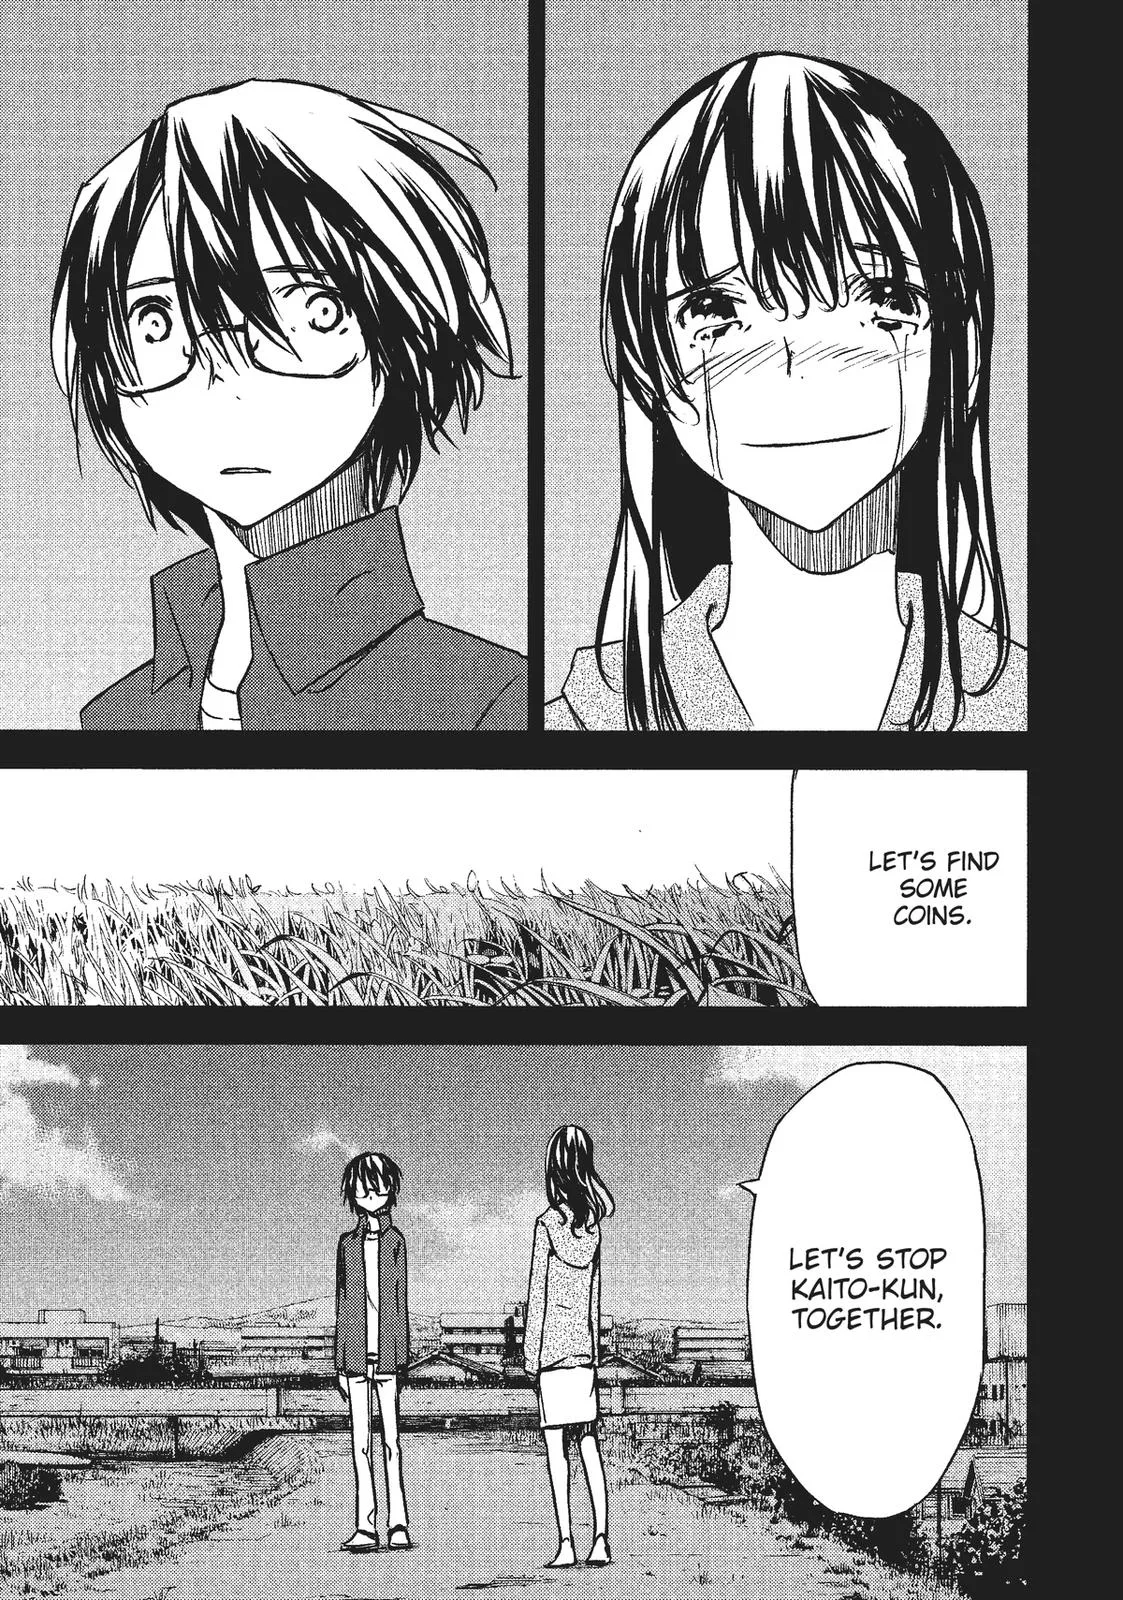 LET'S FIND
SOME
COINS.
LET'S STOP
KAITO-KUN,
TOGETHER.